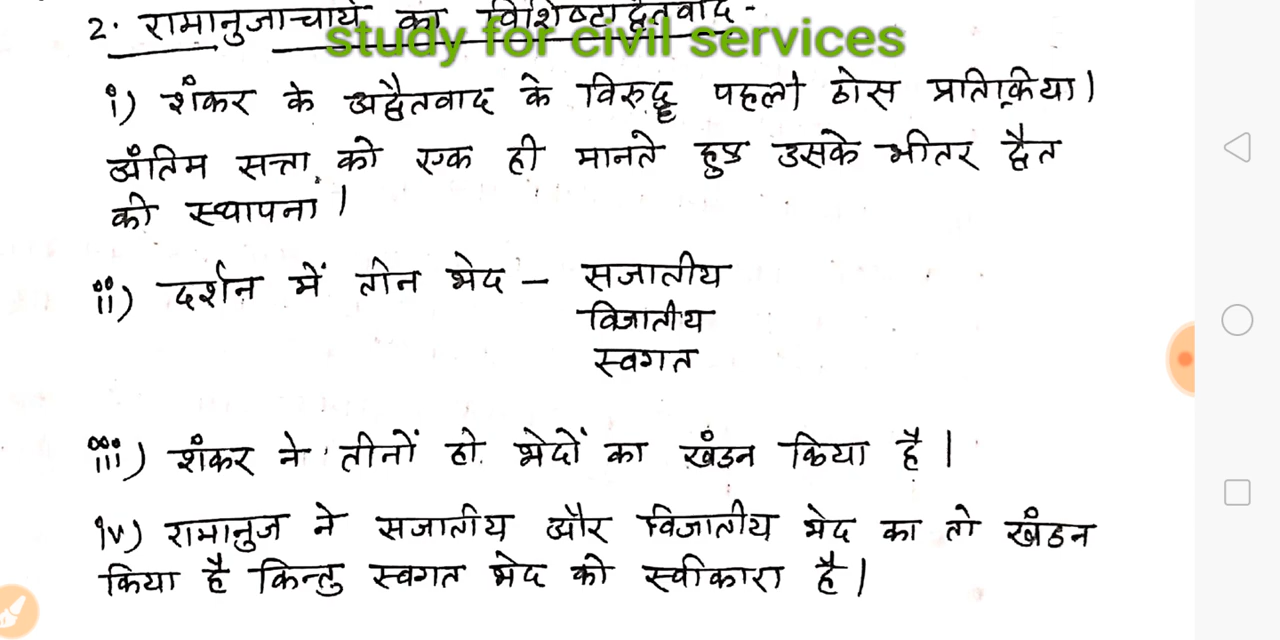 2. रामानुजाचार्य का विशिष्टाद्वैतवाद -
study for civil services
i) शंकर के अद्वैतवाद के विरुद्ध पहली ठोस प्रतिक्रिया।
अंतिम सत्ता को एक ही मानते हुए उसके भीतर द्वैत
की स्थापना।
ii) दर्शन में तीन भेद – सजातीय
विजातीय
स्वगत
iii) शंकर ने तीनों ही भेदों का खंडन किया है।
iv) रामानुज ने सजातीय और विजातीय भेद का तो खंडन
किया है किन्तु स्वगत भेद को स्वीकारा है।